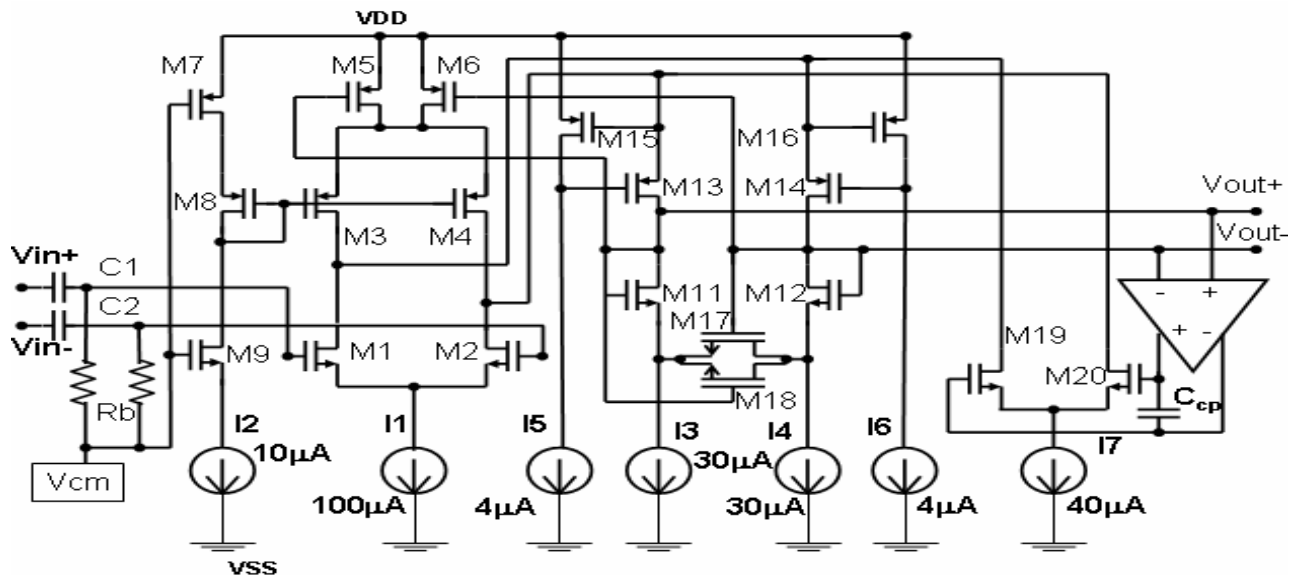 VDD
M7
M5
M6
M15
M16
M13
M14
Vout+
Vout-
M8
M3
M4
Vin+
C1
C2
Vin-
M9
M1
M2
M11
M12
M17
M18
M19
M20
- +
+ -
Ccp
Rb
I2
I1
I5
I3
I4
I6
I7
10μA
100μA
4μA
30μA
30μA
4μA
40μA
Vcm
VSS